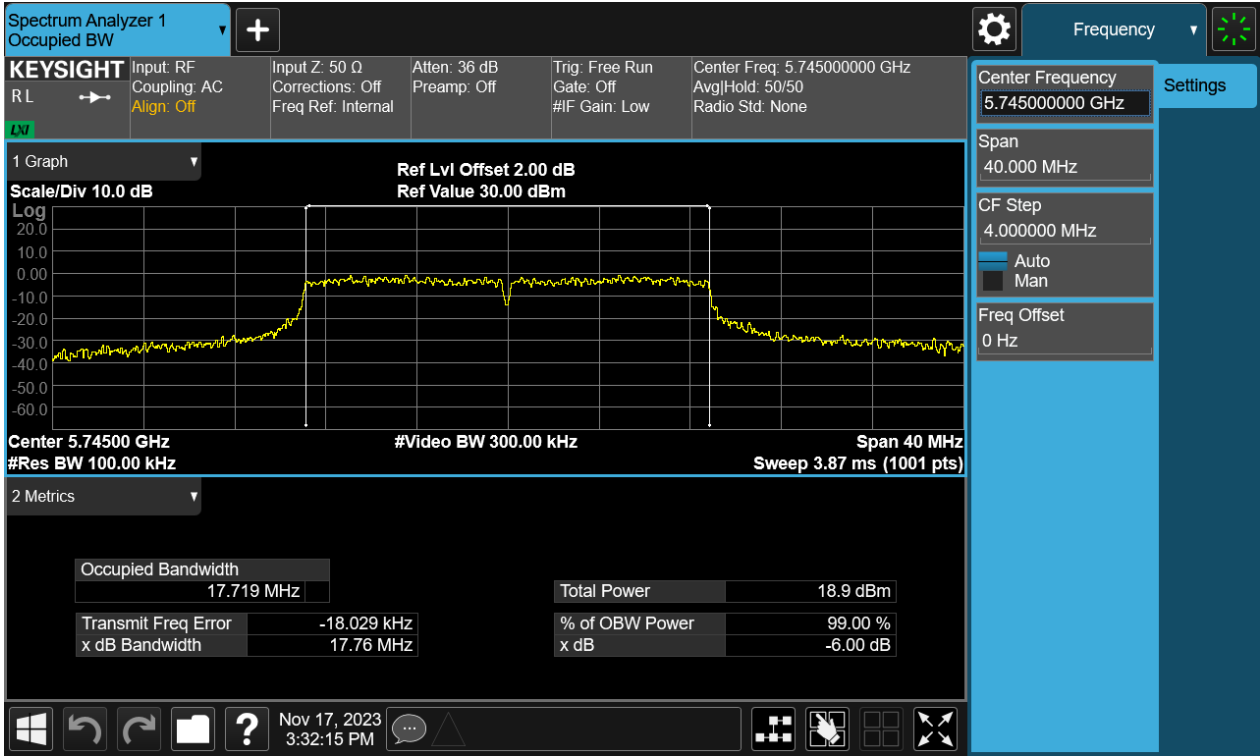 Spectrum Analyzer 1
Occupied BW
+
Frequency
KEYSIGHT
RL
LXI
Input: RF
Coupling: AC
Align: Off
Input Z: 50 Ω
Corrections: Off
Freq Ref: Internal
Atten: 36 dB
Preamp: Off
Trig: Free Run
Gate: Off
#IF Gain: Low
Center Freq: 5.745000000 GHz
Avg|Hold: 50/50
Radio Std: None
Center Frequency
5.745000000 GHz
Settings
Span
40.000 MHz
CF Step
4.000000 MHz
Auto
Man
Freq Offset
0 Hz
1 Graph
Ref Lvl Offset 2.00 dB
Scale/Div 10.0 dB
Ref Value 30.00 dBm
Log
20.0
10.0
0.00
-10.0
-20.0
-30.0
-40.0
-50.0
-60.0
Center 5.74500 GHz
#Video BW 300.00 kHz
Span 40 MHz
#Res BW 100.00 kHz
Sweep 3.87 ms (1001 pts)
2 Metrics
Occupied Bandwidth
17.719 MHz
Total Power 18.9 dBm
Transmit Freq Error -18.029 kHz
% of OBW Power 99.00 %
x dB Bandwidth 17.76 MHz
x dB -6.00 dB
?
Nov 17, 2023
3:32:15 PM